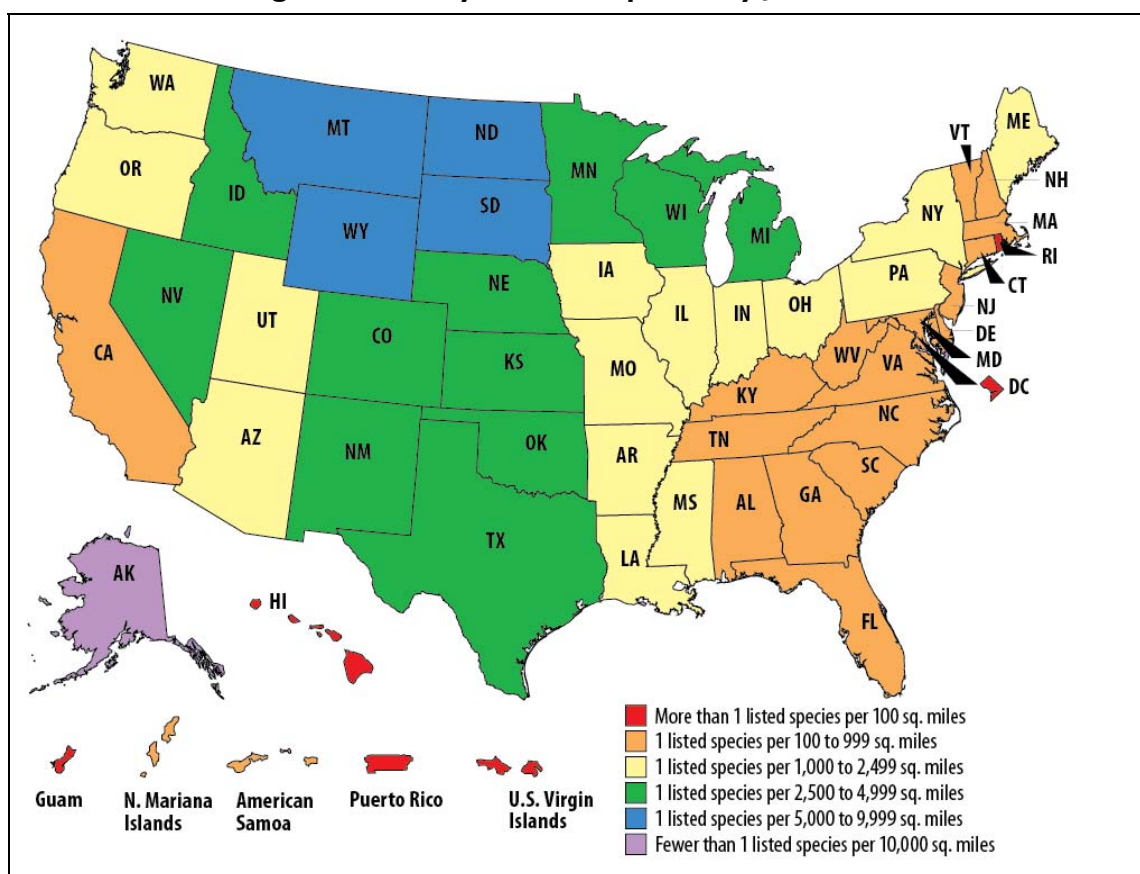 WA
MT
ND
MN
ME
VT
NH
OR
ID
SD
WI
MI
NY
MA
RI
WY
CT
IA
NE
PA
NJ
NV
UT
IL
IN
OH
DE
CO
MD
CA
KS
MO
WV
VA
DC
KY
NC
AZ
NM
OK
TN
AR
SC
MS
AL
GA
TX
LA
AK
HI
FL
More than 1 listed species per 100 sq. miles
1 listed species per 100 to 999 sq. miles
1 listed species per 1,000 to 2,499 sq. miles
1 listed species per 2,500 to 4,999 sq. miles
1 listed species per 5,000 to 9,999 sq. miles
Fewer than 1 listed species per 10,000 sq. miles
Guam
N. Mariana
Islands
American
Samoa
Puerto Rico
U.S. Virgin
Islands